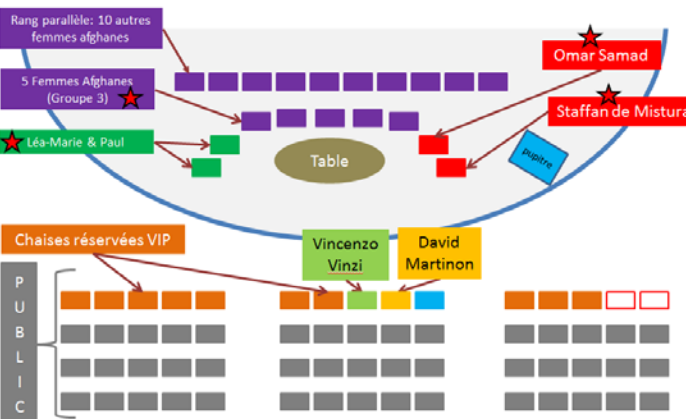 Rang parallèle: 10 autres
femmes afghanes
Omar Samad
5 Femmes Afghanes
(Groupe 3)
Staffan de Mistura
Léa-Marie & Paul
Table
pupitre
Chaises réservées VIP
Vincenzo
Vinzi
David
Martinon
P
U
B
L
I
C